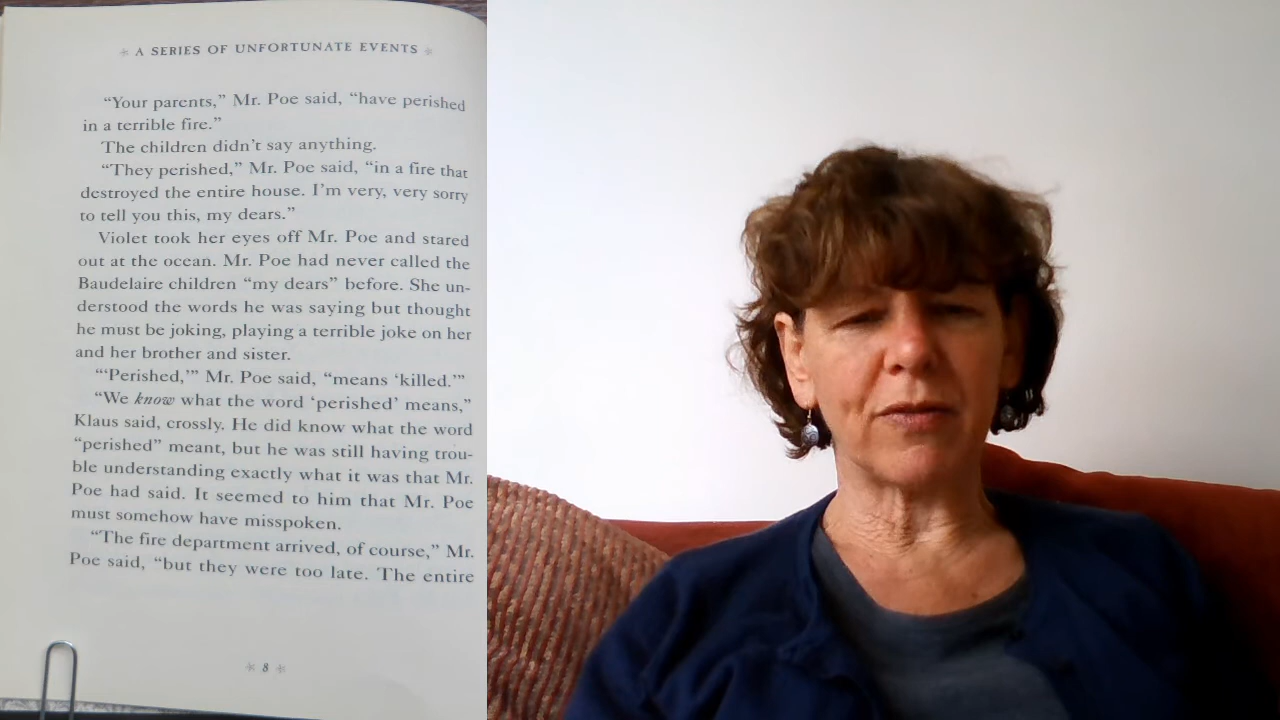 * A SERIES OF UNFORTUNATE EVENTS *
“Your parents,” Mr. Poe said, “have perished
in a terrible fire.”
The children didn’t say anything.
“They perished,” Mr. Poe said, “in a fire that
destroyed the entire house. I’m very, very sorry
to tell you this, my dears.”
Violet took her eyes off Mr. Poe and stared
out at the ocean. Mr. Poe had never called the
Baudelaire children “my dears” before. She un-
derstood the words he was saying but thought
he must be joking, playing a terrible joke on her
and her brother and sister.
“‘Perished,’” Mr. Poe said, “means ‘killed.’”
“We know what the word ‘perished’ means,”
Klaus said, crossly. He did know what the word
“perished” meant, but he was still having trou-
ble understanding exactly what it was that Mr.
Poe had said. It seemed to him that Mr. Poe
must somehow have misspoken.
“The fire department arrived, of course,” Mr.
Poe said, “but they were too late. The entire
* 8 *